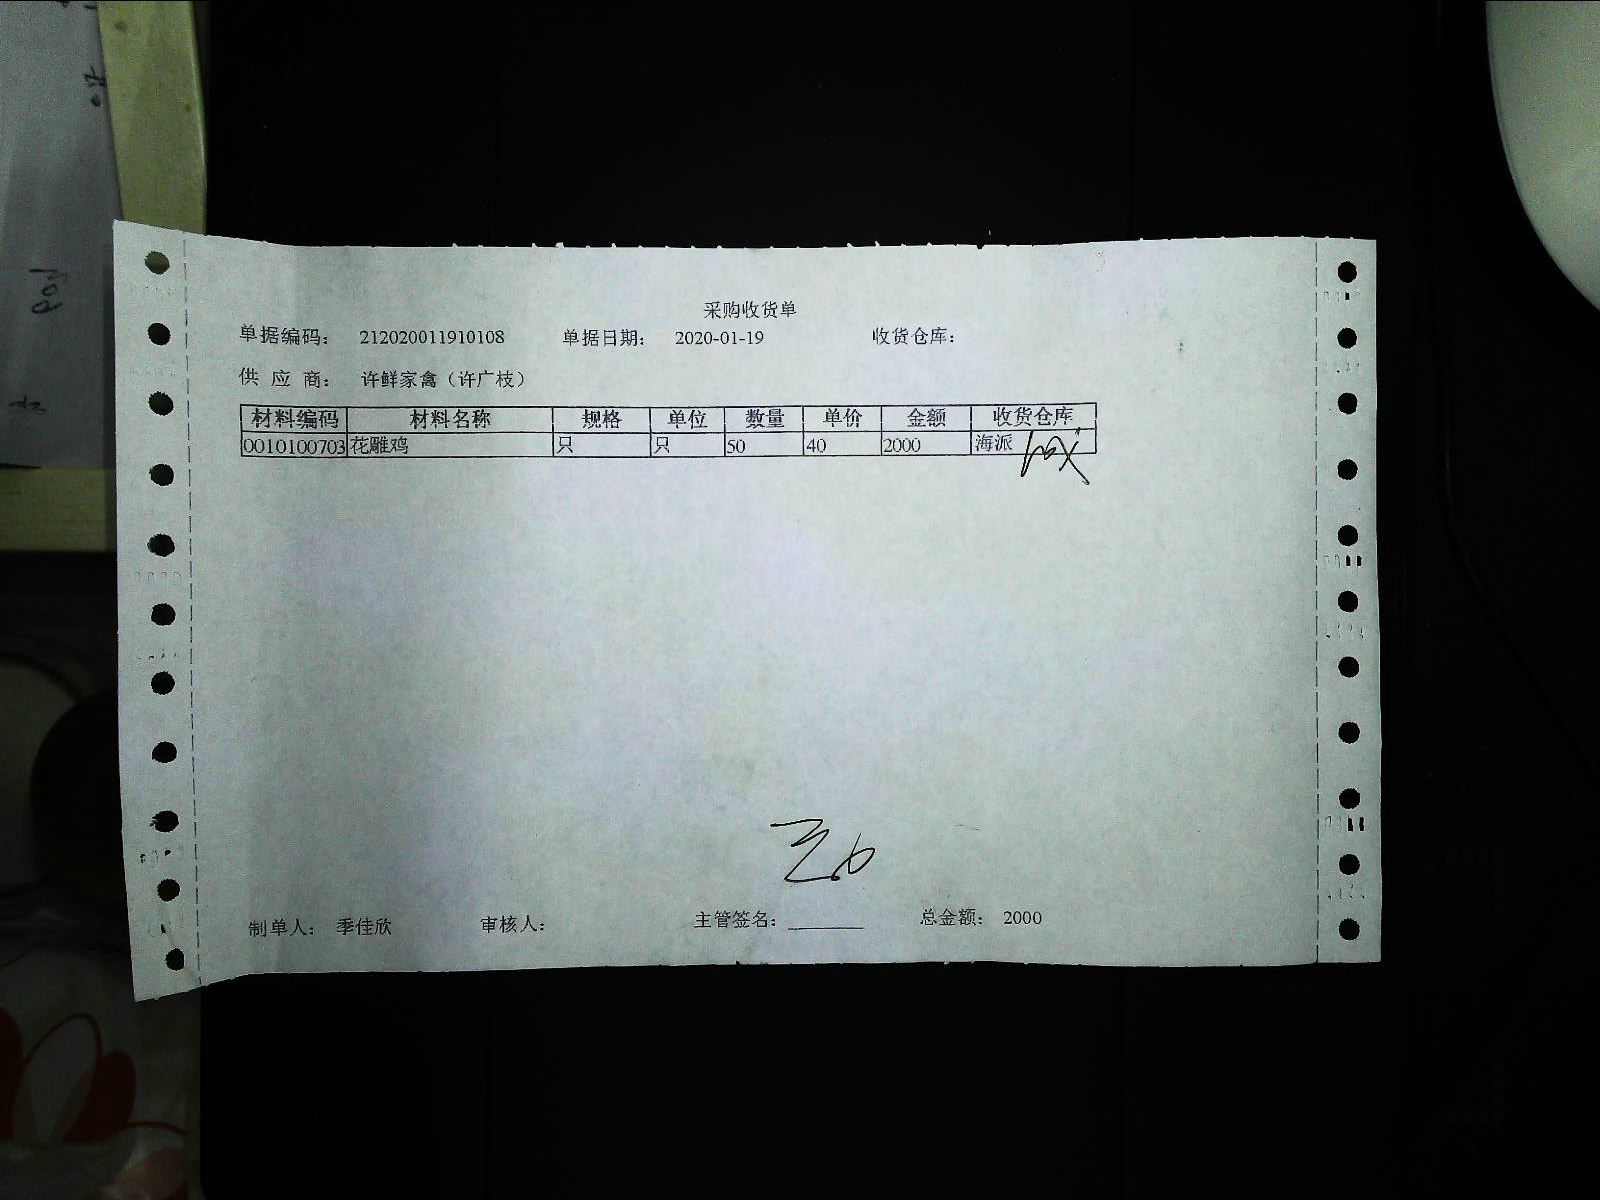 采购收货单
单据编码： 212020011910108 单据日期： 2020-01-19 收货仓库：
供 应 商： 许鲜家禽（许广枝）
材料编码 材料名称 规格 单位 数量 单价 金额 收货仓库
0010100703 花雕鸡 只 只 50 40 2000 海派
制单人： 季佳欣 审核人： 主管签名：________ 总金额： 2000